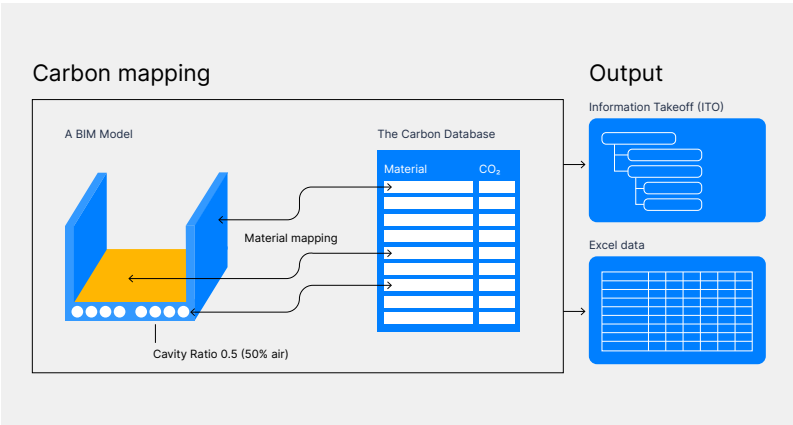 Carbon mapping
Output
Information Takeoff (ITO)
A BIM Model
The Carbon Database
Material
CO₂
Material mapping
Excel data
Cavity Ratio 0.5 (50% air)